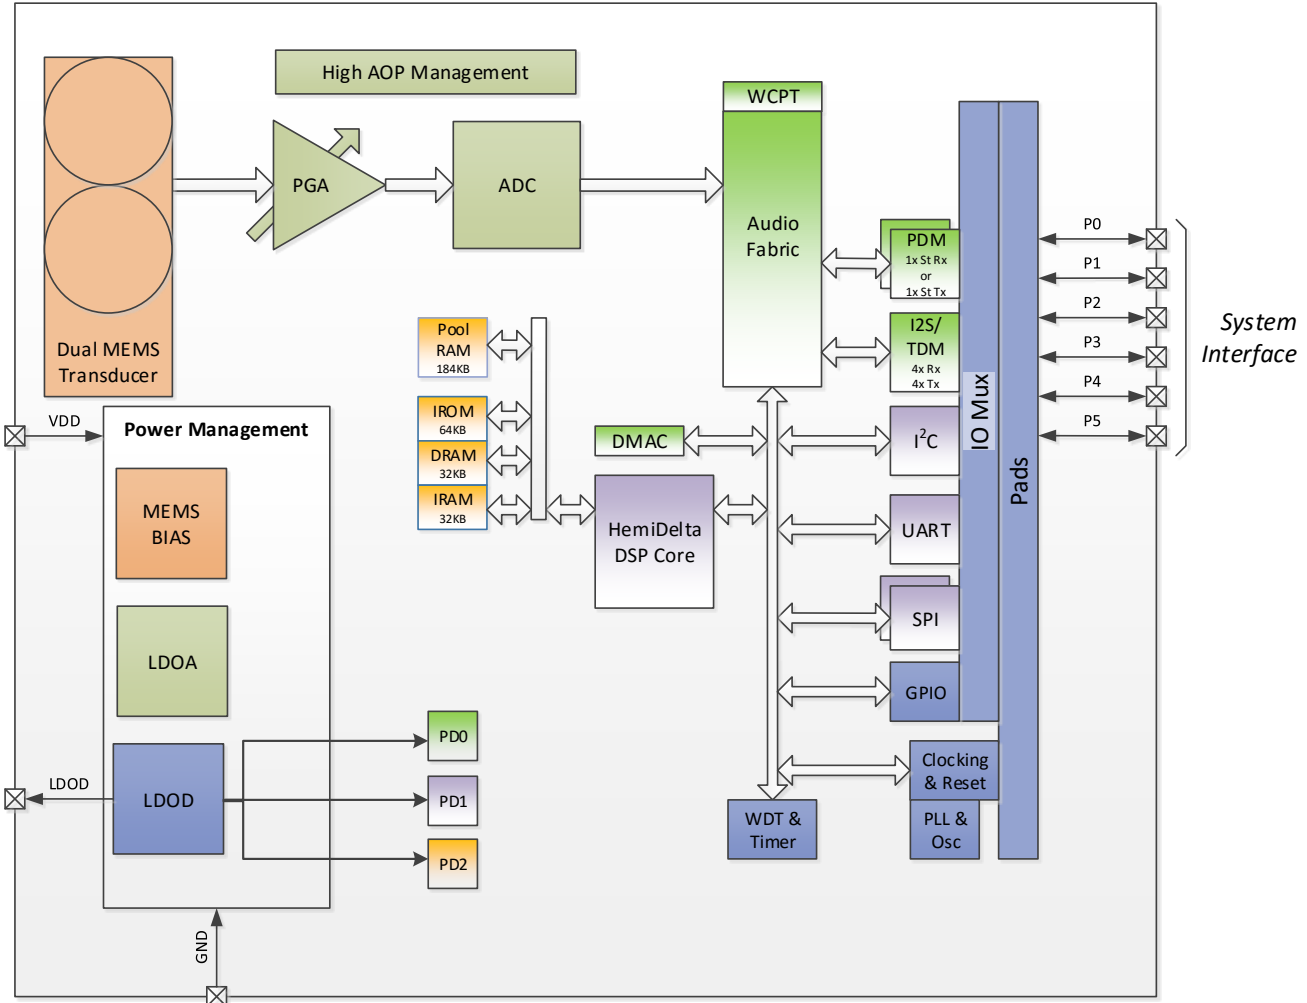 High AOP Management
WCPT
PGA
ADC
Audio
Fabric
Dual MEMS
Transducer
PDM
1x St Rx
or
1x St Tx
I2S/
TDM
4x Rx
4x Tx
I²C
UART
SPI
GPIO
Clocking
& Reset
PLL &
Osc
WDT &
Timer
IO Mux
Pads
P0
P1
P2
P3
P4
P5
System
Interface
Pool
RAM
184KB
IROM
64KB
DRAM
32KB
IRAM
32KB
DMAC
HemiDelta
DSP Core
VDD
Power Management
MEMS
BIAS
LDOA
LDOD
LDOD
PD0
PD1
PD2
GND